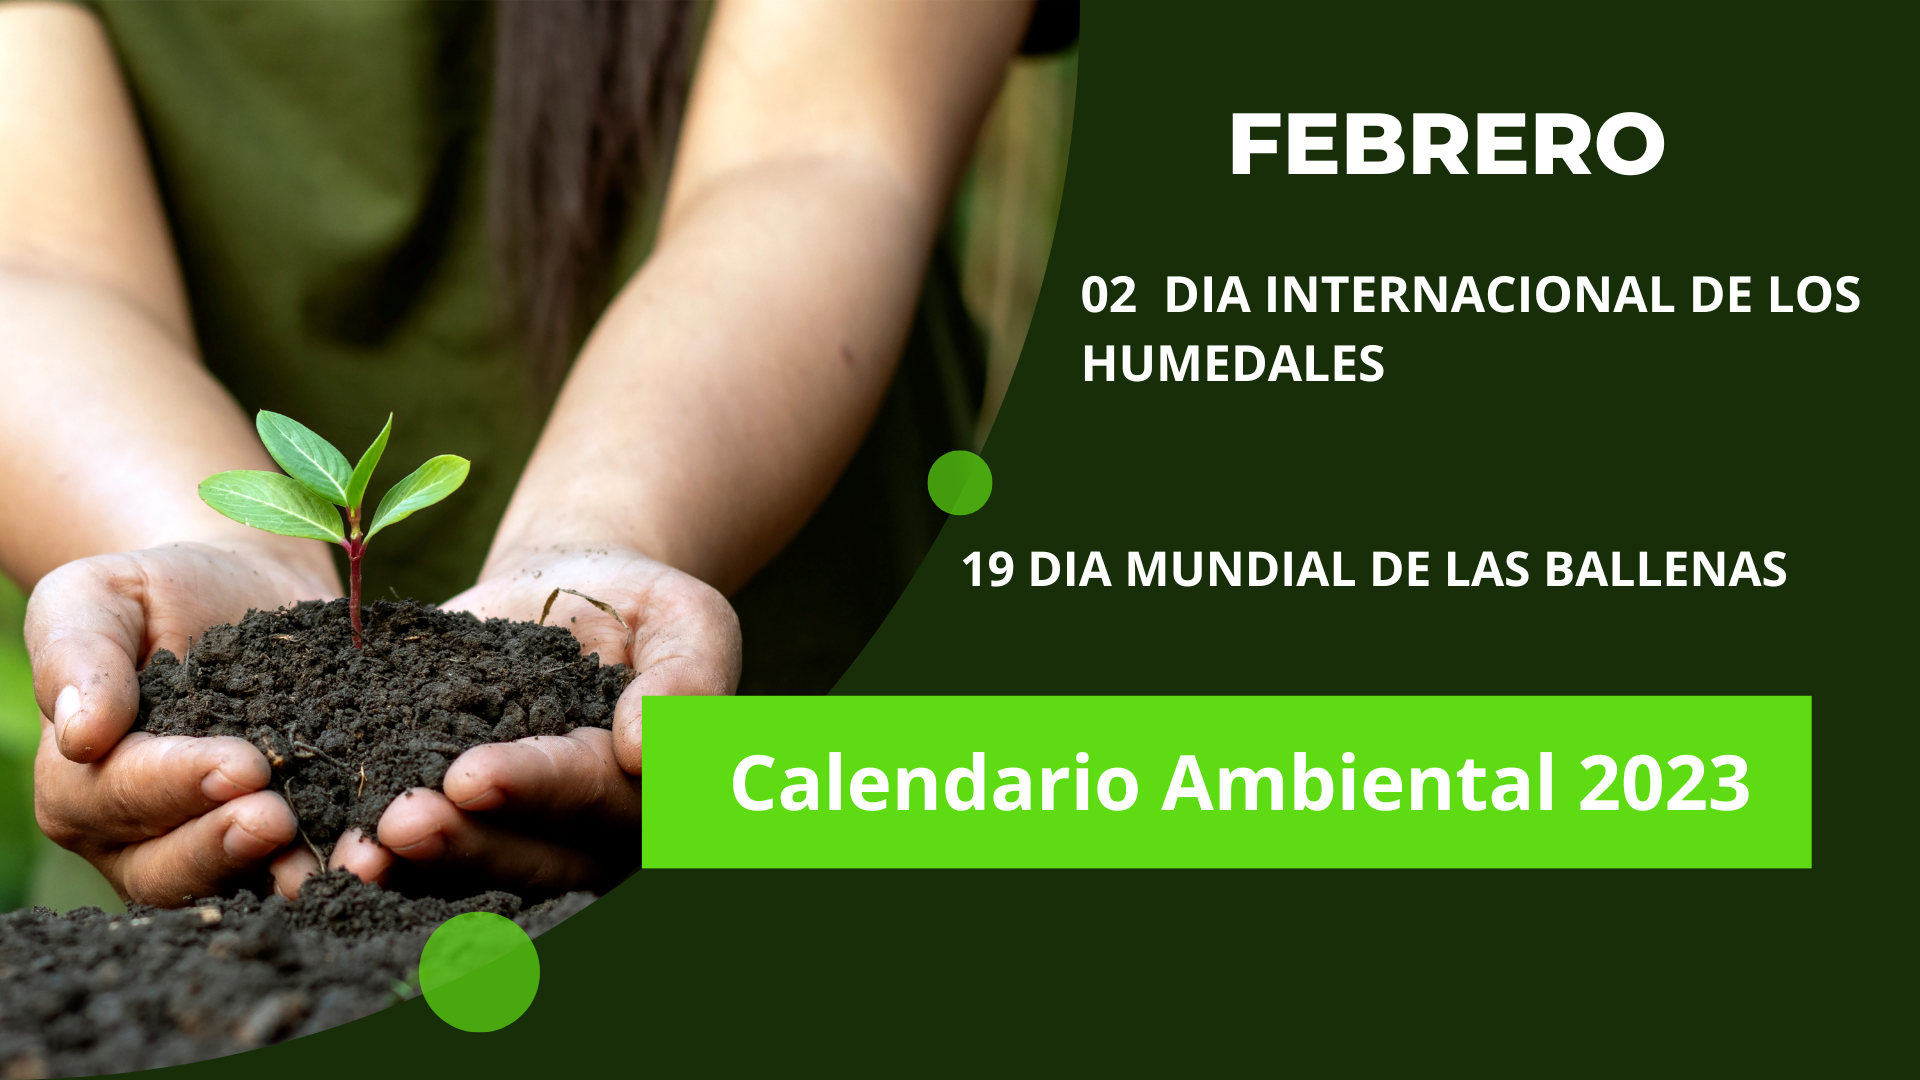 FEBRERO
02 DIA INTERNACIONAL DE LOS
HUMEDALES
19 DIA MUNDIAL DE LAS BALLENAS
Calendario Ambiental 2023